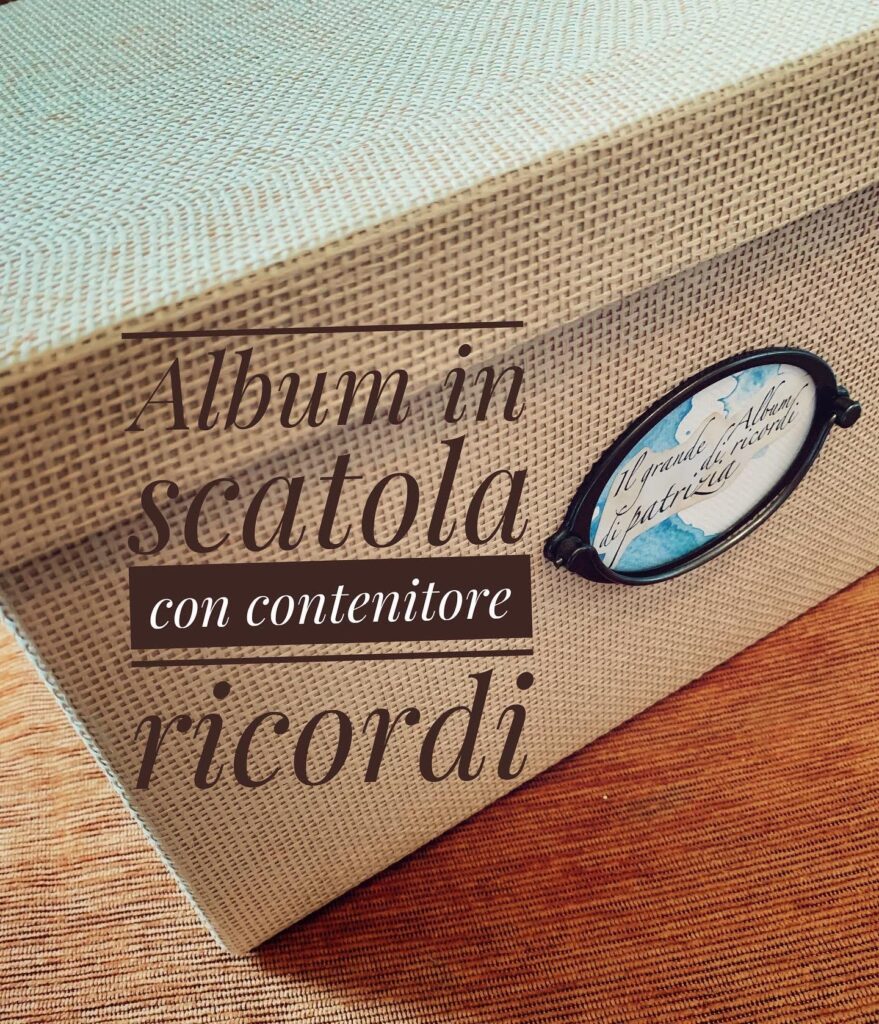 Album in
scatola
con contenitore
ricordi
Il grande Album
di ricordi
di patrizia